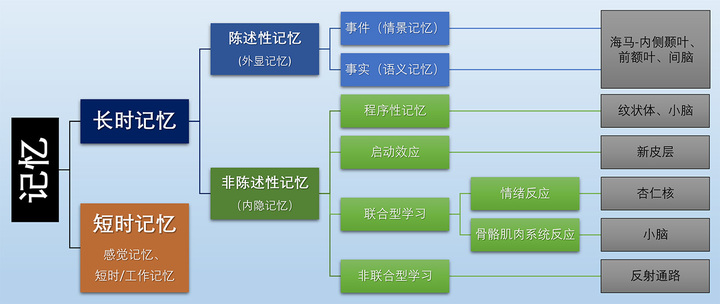 记忆
长时记忆
短时记忆
感觉记忆、
短时/工作记忆
陈述性记忆
(外显记忆)
非陈述性记忆
(内隐记忆)
事件（情景记忆）
事实（语义记忆）
程序性记忆
启动效应
联合型学习
非联合型学习
情绪反应
骨骼肌肉系统反应
海马-内侧颞叶、
前额叶、间脑
纹状体、小脑
新皮层
杏仁核
小脑
反射通路